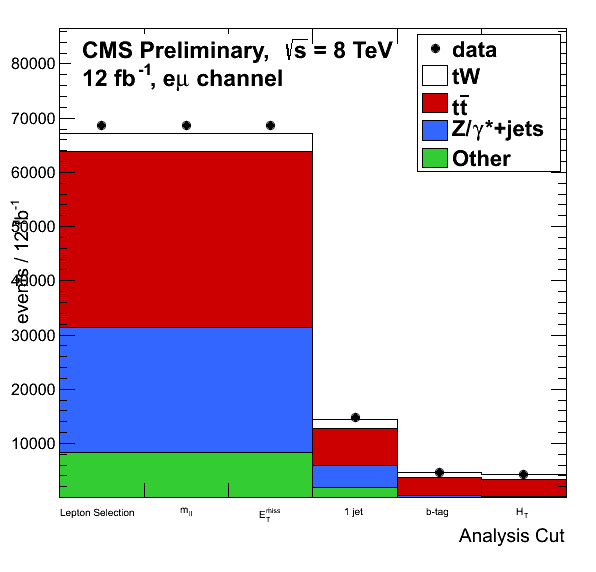 CMS Preliminary, √s = 8 TeV
12 fb⁻¹, eμ channel
data
tW
tt̅
Z/γ*+jets
Other
events / 12 fb⁻¹
80000
70000
60000
50000
40000
30000
20000
10000
Lepton Selection
m_ll
E_T^miss
1 jet
b-tag
H_T
Analysis Cut